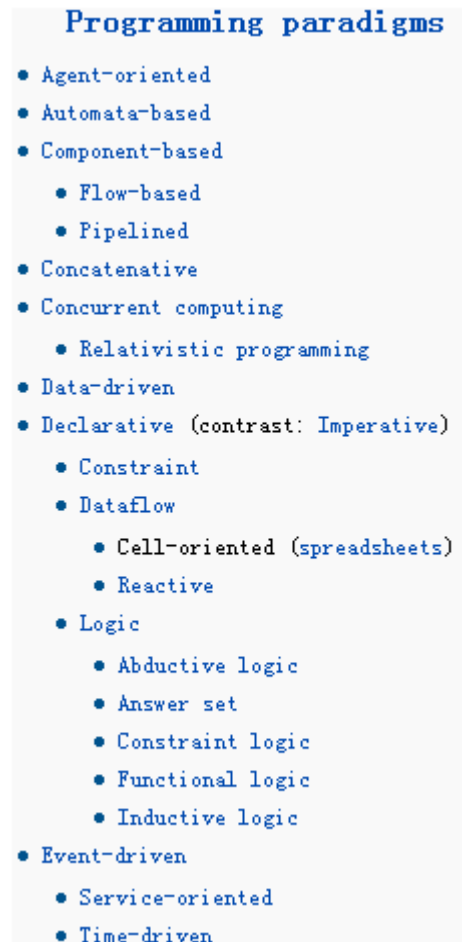 Programming paradigms
Agent-oriented
Automata-based
Component-based
Flow-based
Pipelined
Concatenative
Concurrent computing
Relativistic programming
Data-driven
Declarative (contrast: Imperative)
Constraint
Dataflow
Cell-oriented (spreadsheets)
Reactive
Logic
Abductive logic
Answer set
Constraint logic
Functional logic
Inductive logic
Event-driven
Service-oriented
Time-driven